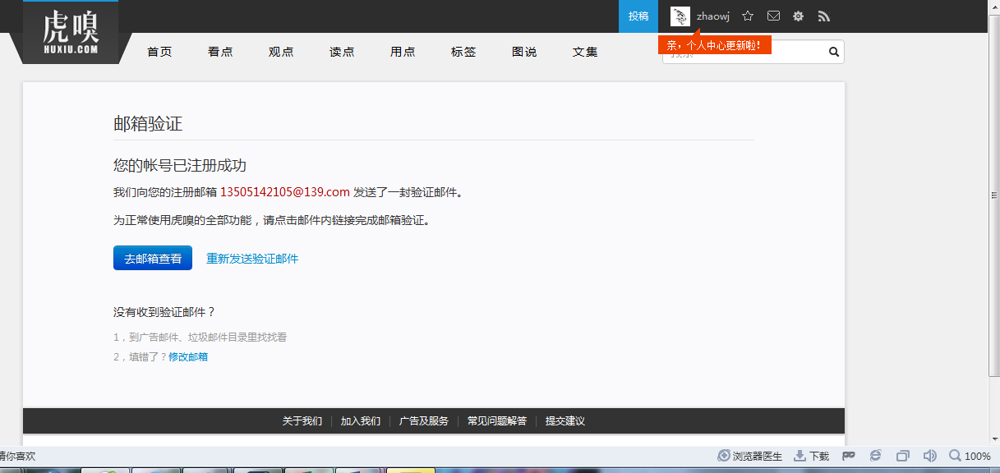 虎嗅
HUXIU.COM
投稿
zhaowj
亲，个人中心更新啦！
首页 看点 观点 读点 用点 标签 图说 文集
邮箱验证
您的帐号已注册成功
我们向您的注册邮箱 13505142105@139.com 发送了一封验证邮件。
为正常使用虎嗅的全部功能，请点击邮件内链接完成邮箱验证。
去邮箱查看 重新发送验证邮件
没有收到验证邮件？
1，到广告邮件、垃圾邮件目录里找找看
2，填错了？修改邮箱
关于我们 | 加入我们 | 广告及服务 | 常见问题解答 | 提交建议
猜你喜欢 浏览器医生 下载 100%